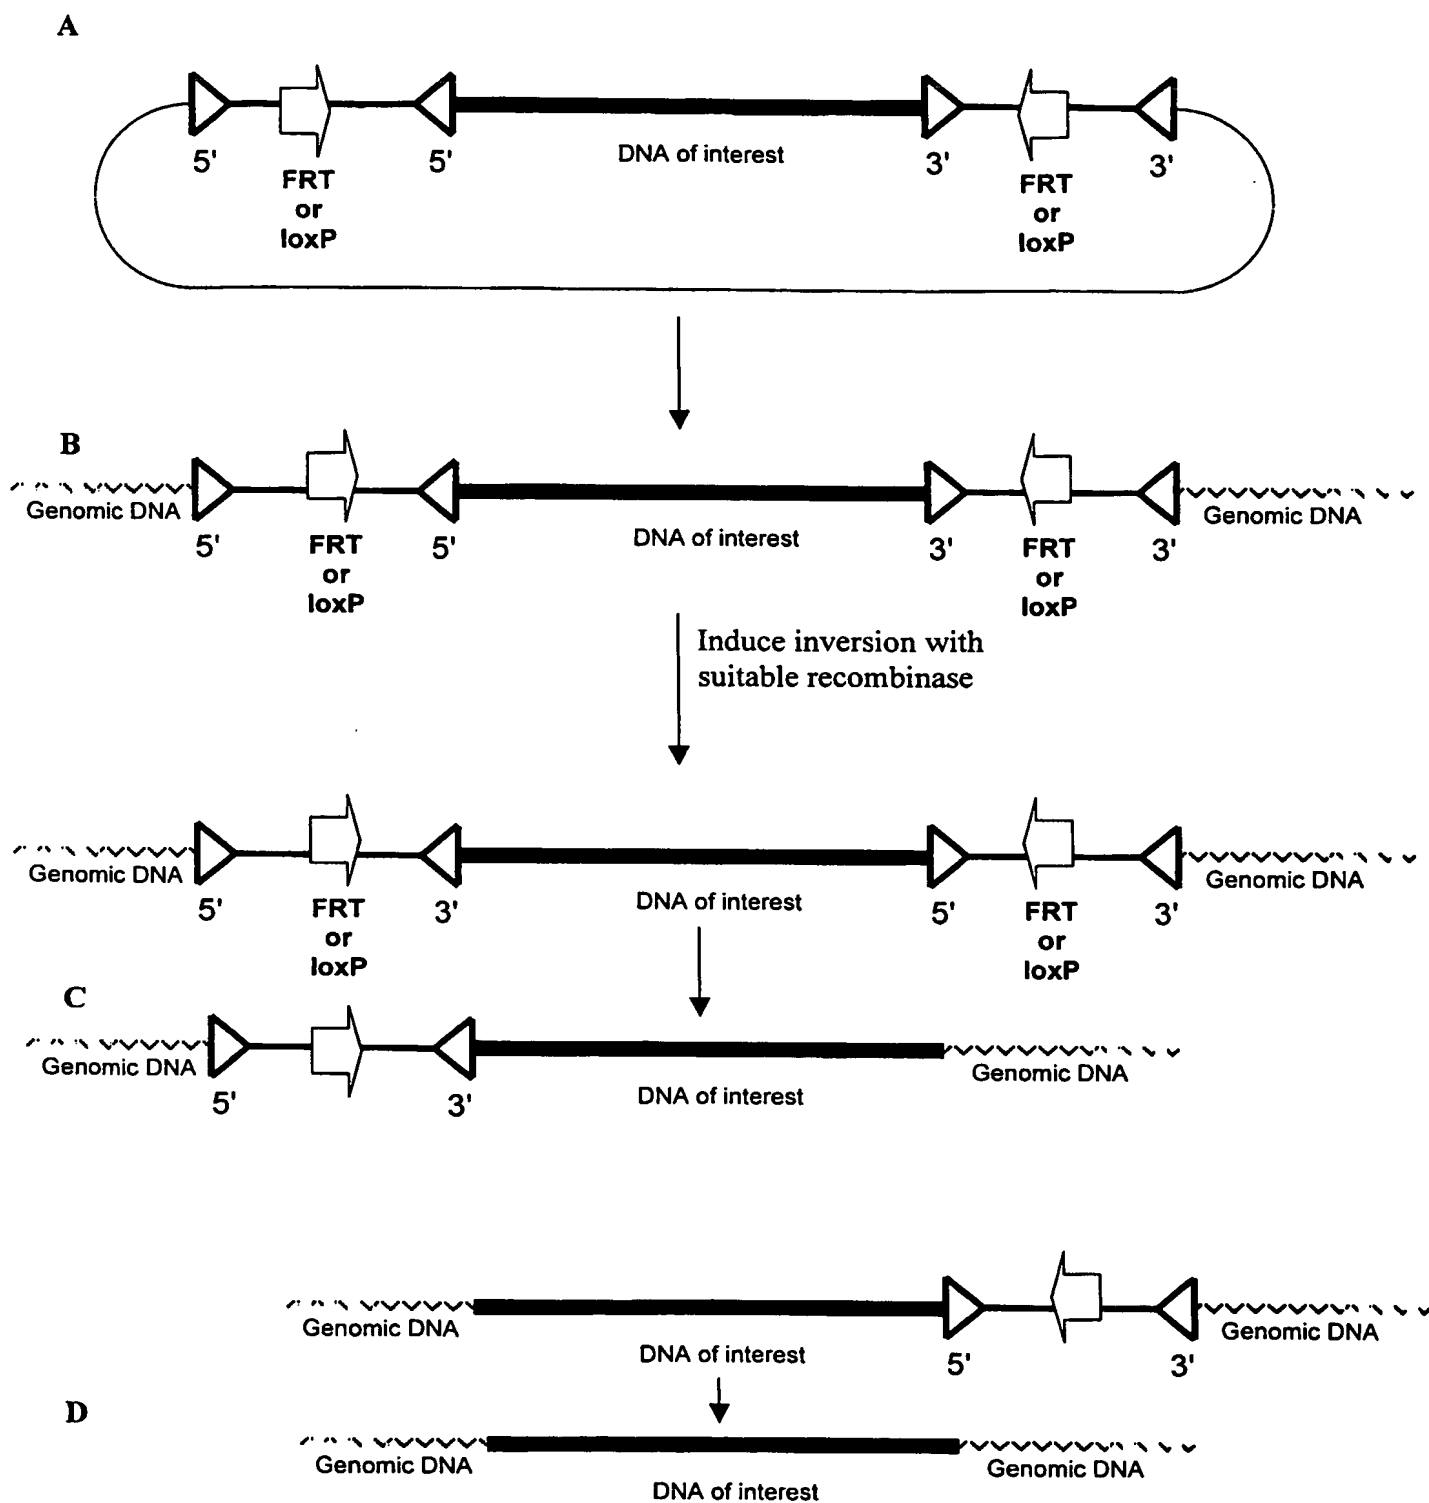 A
5'
5'
DNA of interest
3'
3'
FRT
or
loxP
FRT
or
loxP
B
Genomic DNA
5'
FRT
or
loxP
5'
DNA of interest
3'
FRT
or
loxP
3'
Genomic DNA
Induce inversion with
suitable recombinase
Genomic DNA
5'
FRT
or
loxP
3'
DNA of interest
5'
FRT
or
loxP
3'
Genomic DNA
C
Genomic DNA
5'
3'
DNA of interest
Genomic DNA
Genomic DNA
DNA of interest
5'
3'
Genomic DNA
D
Genomic DNA
DNA of interest
Genomic DNA